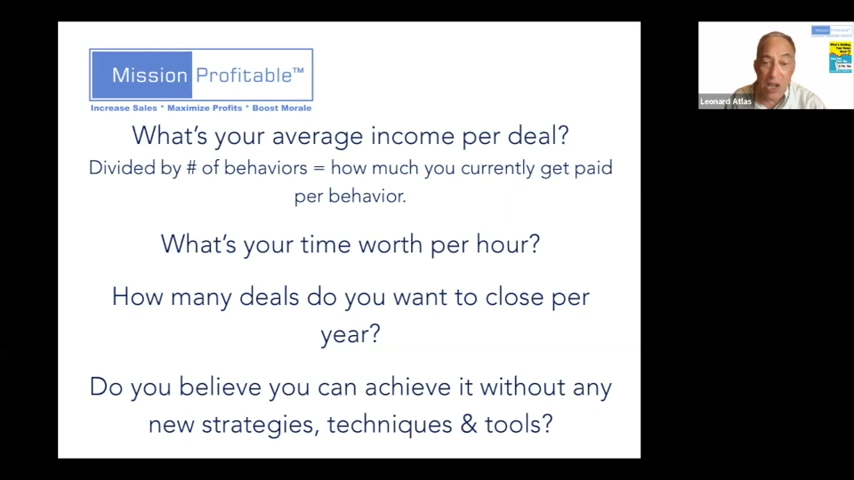 Mission Profitable™
Increase Sales * Maximize Profits * Boost Morale
What's your average income per deal?
Divided by # of behaviors = how much you currently get paid
per behavior.
What's your time worth per hour?
How many deals do you want to close per
year?
Do you believe you can achieve it without any
new strategies, techniques & tools?
Leonard Atlas